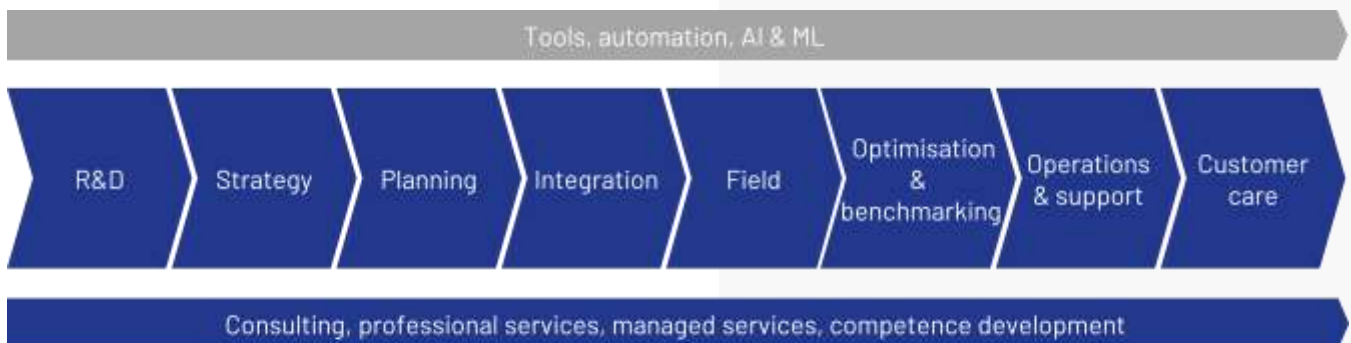 Tools, automation, AI & ML
R&D
Strategy
Planning
Integration
Field
Optimisation
&
benchmarking
Operations
& support
Customer
care
Consulting, professional services, managed services, competence development